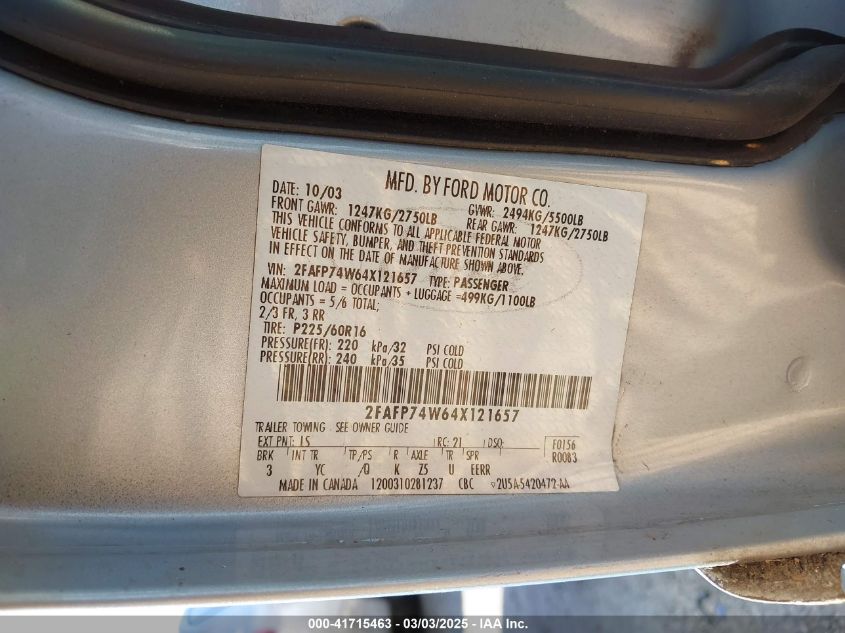 MFD. BY FORD MOTOR CO.
DATE: 10/03 GVWR: 2494KG/5500LB
FRONT GAWR: 1247KG/2750LB REAR GAWR: 1247KG/2750LB
THIS VEHICLE CONFORMS TO ALL APPLICABLE FEDERAL MOTOR
VEHICLE SAFETY, BUMPER, AND THEFT PREVENTION STANDARDS
IN EFFECT ON THE DATE OF MANUFACTURE SHOWN ABOVE.
VIN: 2FAFP74W64X121657 TYPE: PASSENGER
MAXIMUM LOAD = OCCUPANTS + LUGGAGE =499KG/1100LB
OCCUPANTS = 5/6 TOTAL;
2/3 FR, 3 RR
TIRE: P225/60R16
PRESSURE(FR) 220 kPa/32 PSI COLD
PRESSURE(RR) 240 kPa/35 PSI COLD
2FAFP74W64X121657
TRAILER TOWING - SEE OWNER GUIDE
EXT PNT: TS RC: 21 DSO: F0156
BRK INT TR TP/PS R AXLE TR SPR R0083
3 YC /Q K Z5 U EERR
MADE IN CANADA 1200310281237 CBC 2U5A-5420472-AA
000-41715463 - 03/03/2025 - IAA Inc.